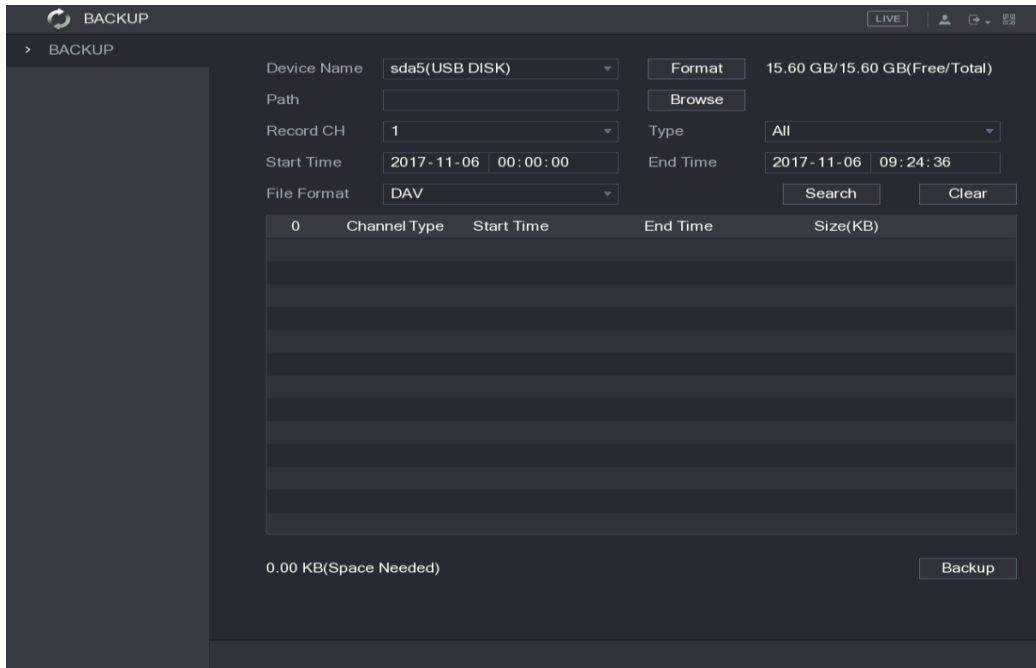 BACKUP LIVE
> BACKUP
Device Name sda5(USB DISK) Format 15.60 GB/15.60 GB(Free/Total)
Path Browse
Record CH 1 Type All
Start Time 2017-11-06 00:00:00 End Time 2017-11-06 09:24:36
File Format DAV Search Clear
0 Channel Type Start Time End Time Size(KB)
0.00 KB(Space Needed) Backup